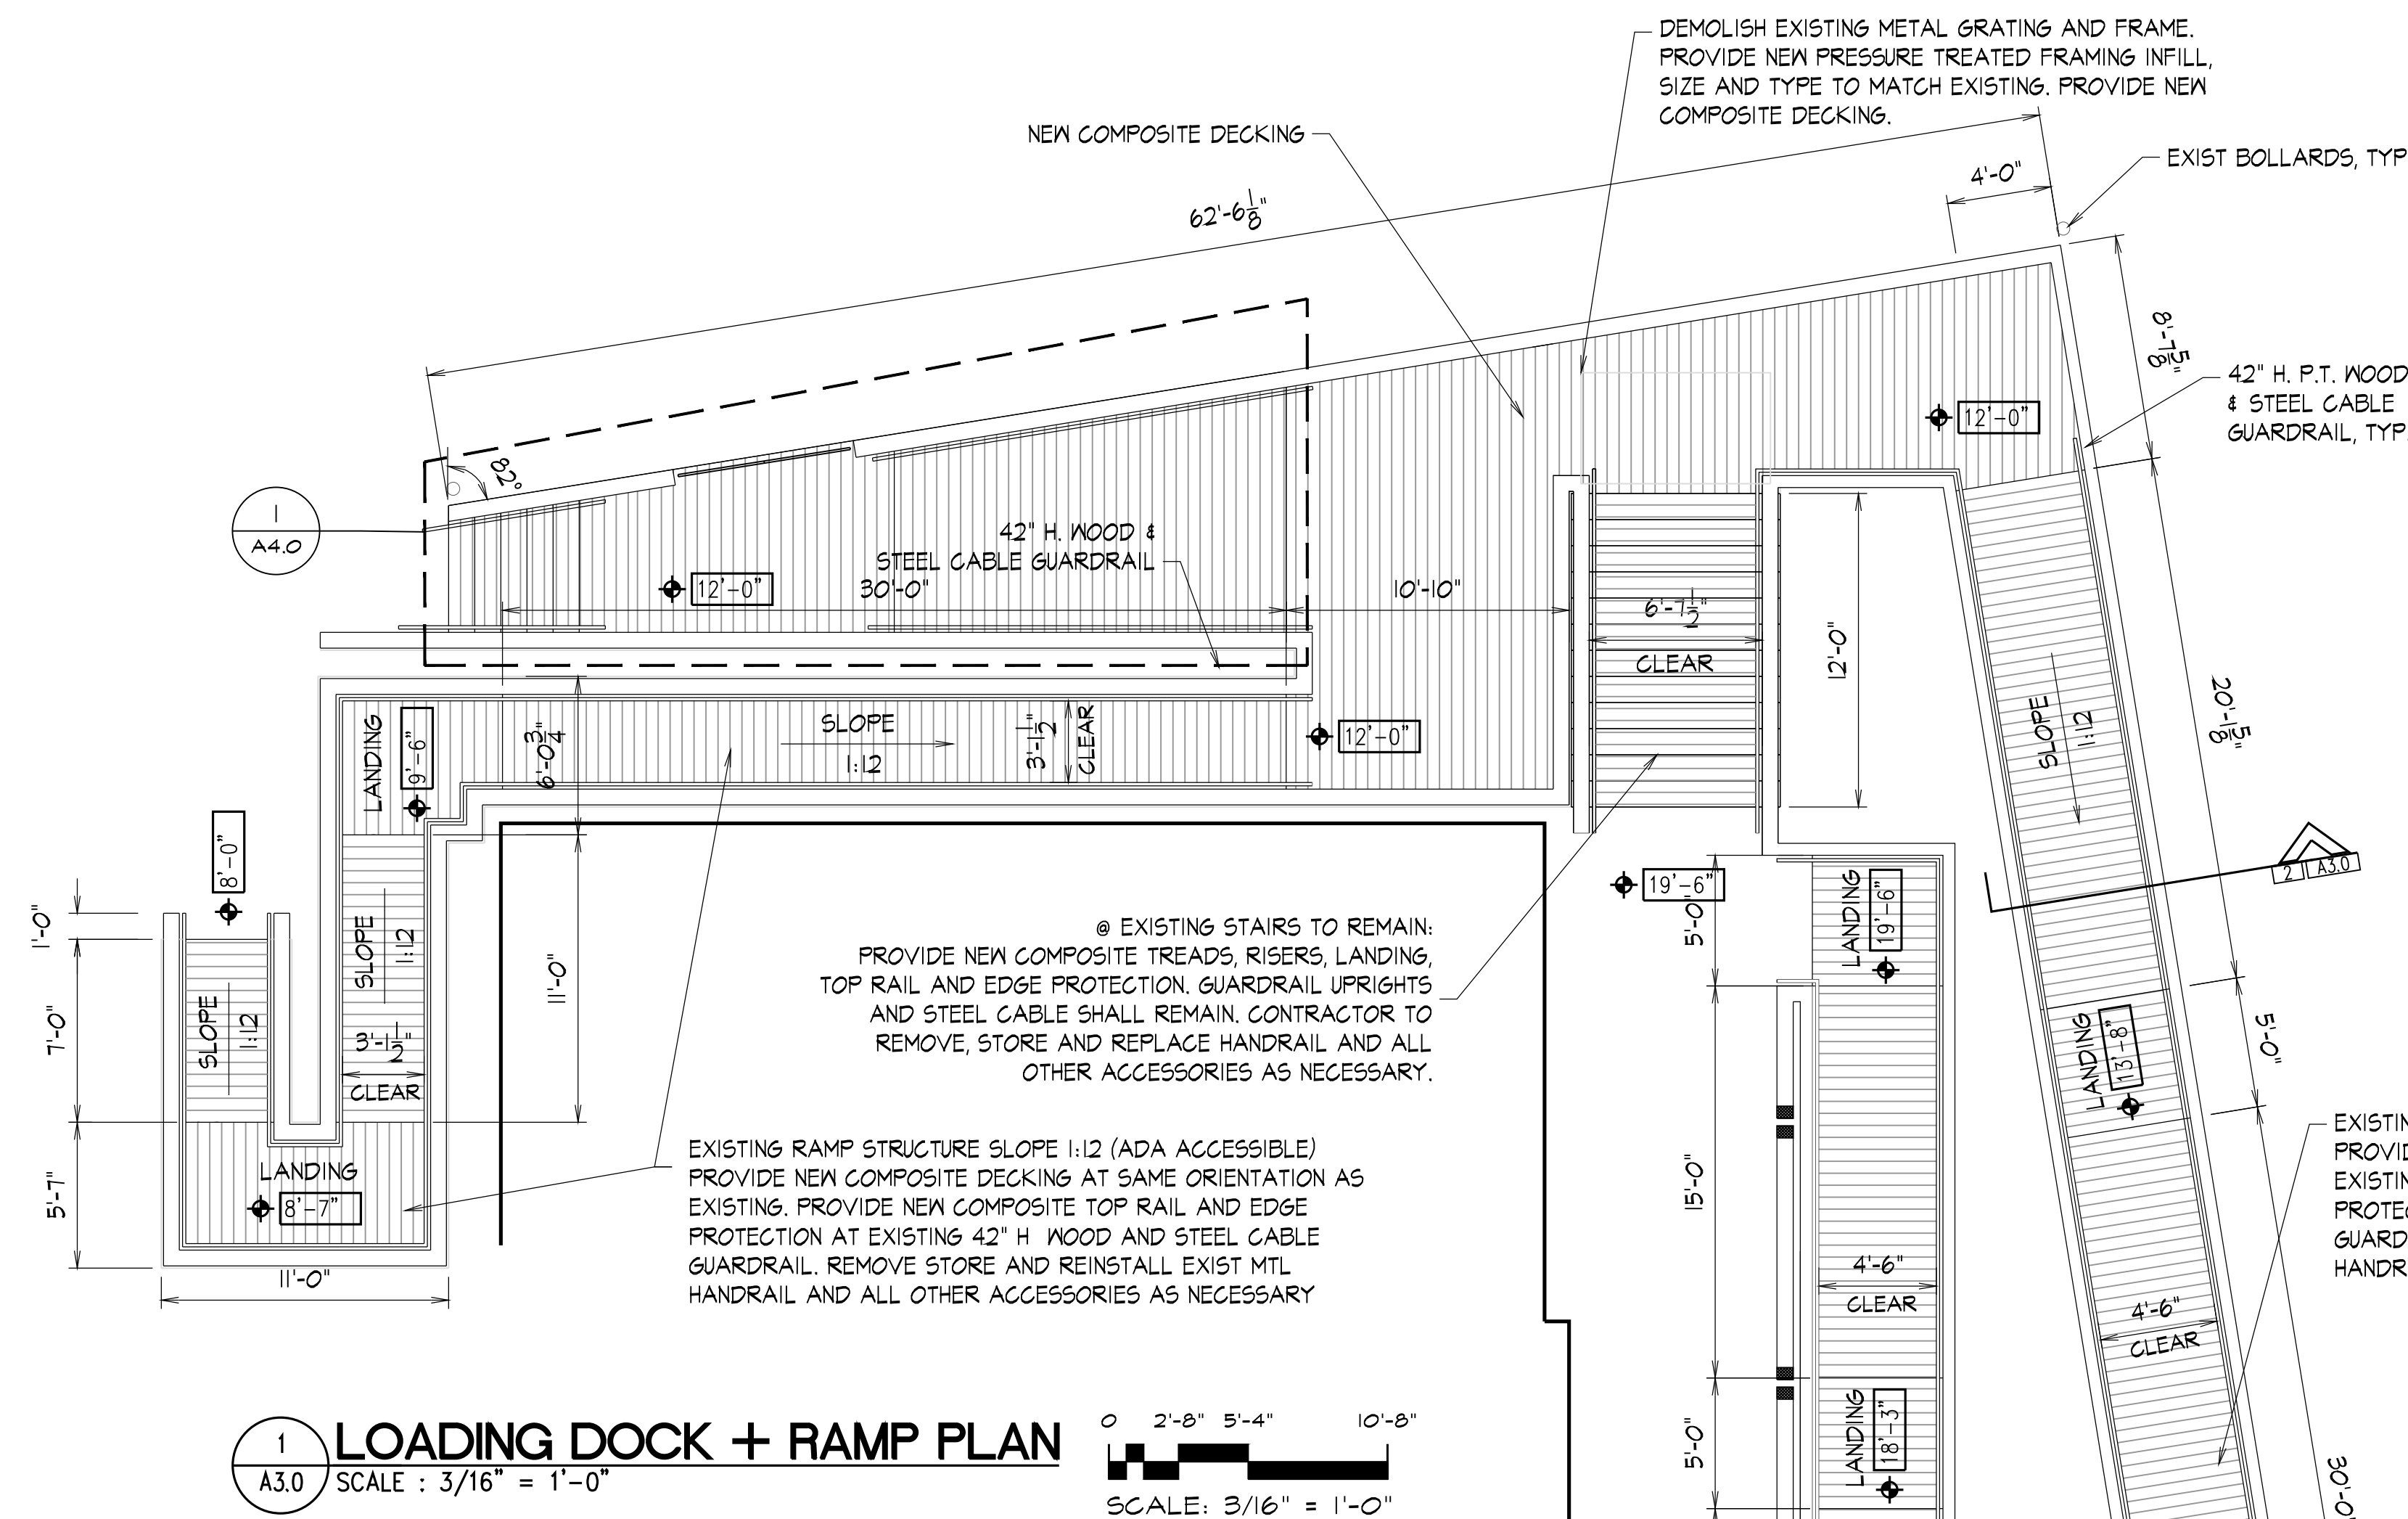 DEMOLISH EXISTING METAL GRATING AND FRAME.
PROVIDE NEW PRESSURE TREATED FRAMING INFILL,
SIZE AND TYPE TO MATCH EXISTING. PROVIDE NEW
COMPOSITE DECKING.
NEW COMPOSITE DECKING
EXIST BOLLARDS, TYP
4'-0"
62'-6 1/8"
8'-7 5/8"
42" H. P.T. WOOD
& STEEL CABLE
GUARDRAIL, TYP.
12'-0"
82°
1
A4.0
42" H. WOOD &
STEEL CABLE GUARDRAIL
12'-0"
30'-0"
10'-10"
6'-7 1/2"
CLEAR
12'-0"
SLOPE
1:12
20'-1 5/8"
LANDING
9'-6"
6'-0 3/4"
SLOPE
1:12
3'-1 1/2"
CLEAR
12'-0"
8'-0"
19'-6"
5'-0"
LANDING
19'-6"
2
A3.0
1'-0"
7'-0"
5'-7"
SLOPE
1:12
SLOPE
1:12
3'-1 1/2"
CLEAR
11'-0"
@ EXISTING STAIRS TO REMAIN:
PROVIDE NEW COMPOSITE TREADS, RISERS, LANDING,
TOP RAIL AND EDGE PROTECTION. GUARDRAIL UPRIGHTS
AND STEEL CABLE SHALL REMAIN. CONTRACTOR TO
REMOVE, STORE AND REPLACE HANDRAIL AND ALL
OTHER ACCESSORIES AS NECESSARY.
LANDING
13'-8"
5'-0"
LANDING
8'-7"
11'-0"
EXISTING RAMP STRUCTURE SLOPE 1:12 (ADA ACCESSIBLE)
PROVIDE NEW COMPOSITE DECKING AT SAME ORIENTATION AS
EXISTING. PROVIDE NEW COMPOSITE TOP RAIL AND EDGE
PROTECTION AT EXISTING 42" H WOOD AND STEEL CABLE
GUARDRAIL. REMOVE STORE AND REINSTALL EXIST MTL
HANDRAIL AND ALL OTHER ACCESSORIES AS NECESSARY
15'-0"
4'-6"
CLEAR
4'-6"
CLEAR
EXISTIN
PROVID
EXISTIN
PROTEC
GUARD
HANDR
5'-0"
LANDING
18'-3"
30'-0
1
A3.0
LOADING DOCK + RAMP PLAN
SCALE : 3/16" = 1'-0"
0 2'-8" 5'-4" 10'-8"
SCALE: 3/16" = 1'-0"